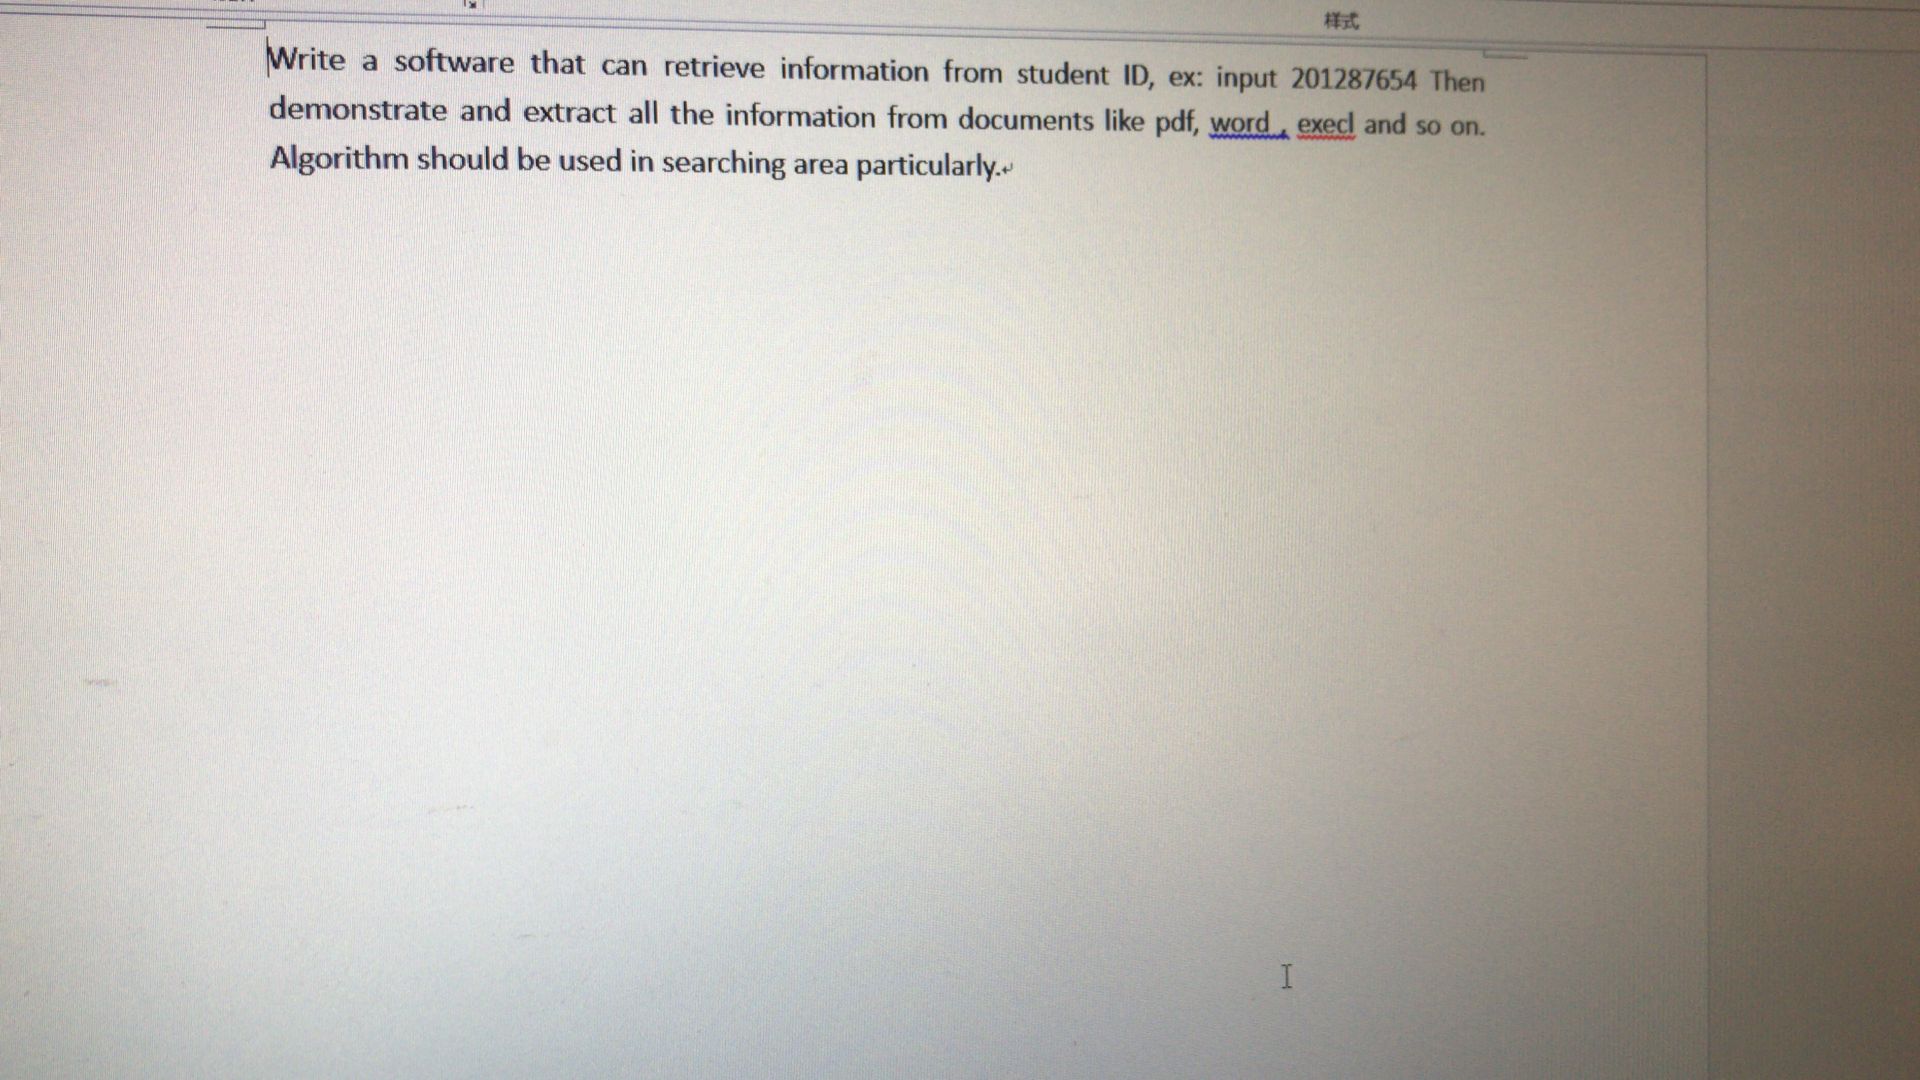 样式
Write a software that can retrieve information from student ID, ex: input 201287654 Then
demonstrate and extract all the information from documents like pdf, word , execl and so on.
Algorithm should be used in searching area particularly.↵